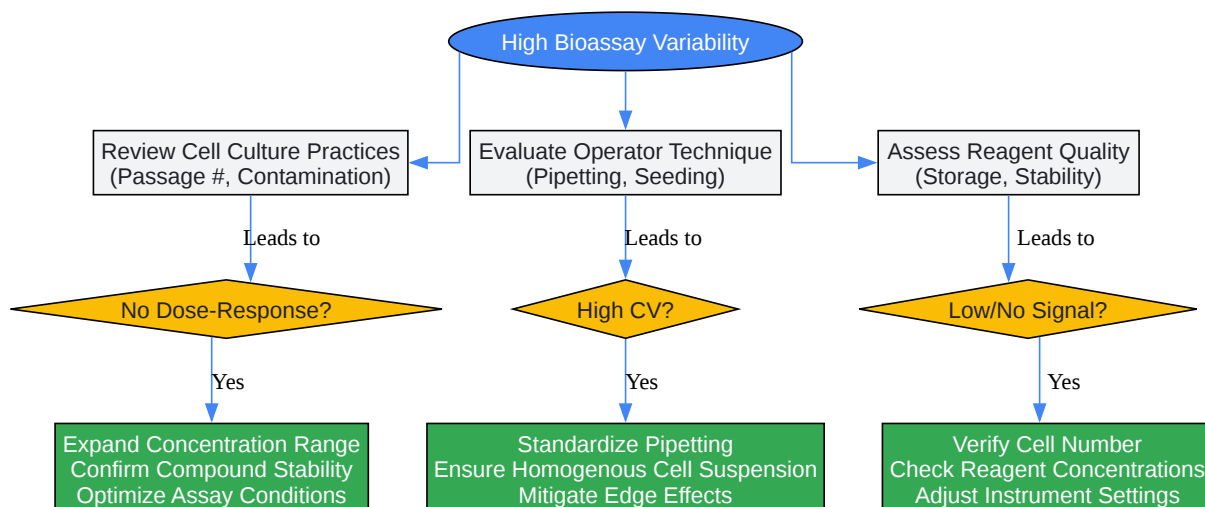 High Bioassay Variability
Review Cell Culture Practices
(Passage #, Contamination)
Evaluate Operator Technique
(Pipetting, Seeding)
Assess Reagent Quality
(Storage, Stability)
Leads to
Leads to
Leads to
No Dose-Response?
High CV?
Low/No Signal?
Yes
Yes
Yes
Expand Concentration Range
Confirm Compound Stability
Optimize Assay Conditions
Standardize Pipetting
Ensure Homogenous Cell Suspension
Mitigate Edge Effects
Verify Cell Number
Check Reagent Concentrations
Adjust Instrument Settings